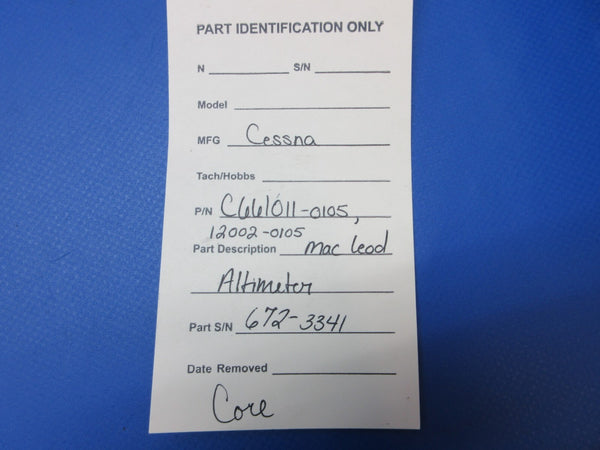 PART IDENTIFICATION ONLY
N S/N
Model
MFG Cessna
Tach/Hobbs
P/N C661011-0105,
12002-0105
Part Description Mac Leod
Altimeter
Part S/N 672-3341
Date Removed
Core